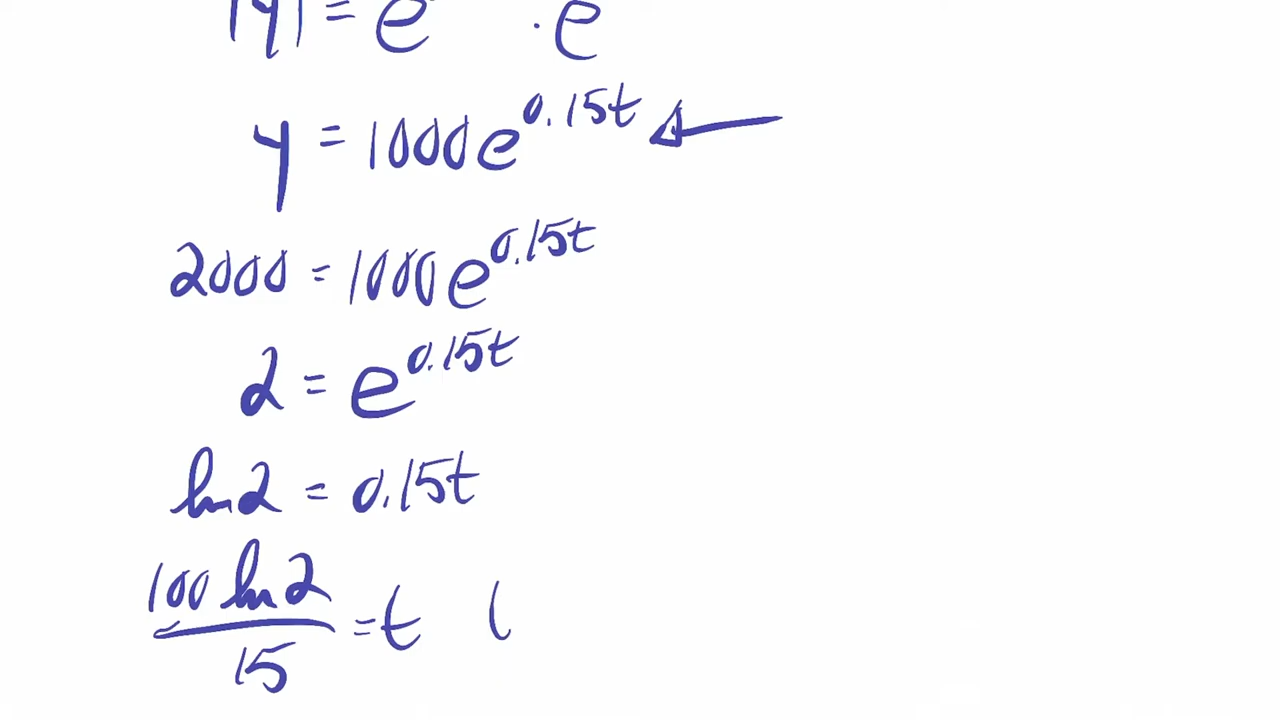 |y| = e · e
y = 1000e^0.15t ←
2000 = 1000e^0.15t
2 = e^0.15t
ln2 = 0.15t
100 ln2 / 15 = t (